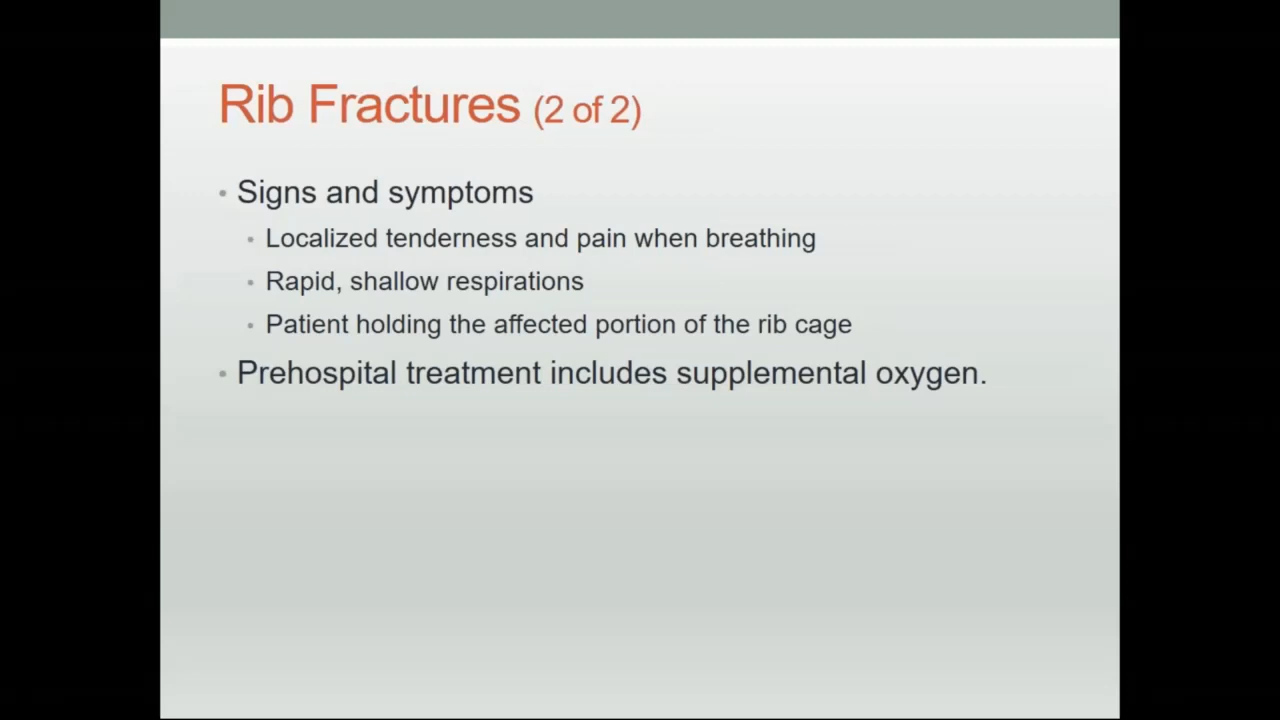 Rib Fractures (2 of 2)
• Signs and symptoms
• Localized tenderness and pain when breathing
• Rapid, shallow respirations
• Patient holding the affected portion of the rib cage
• Prehospital treatment includes supplemental oxygen.